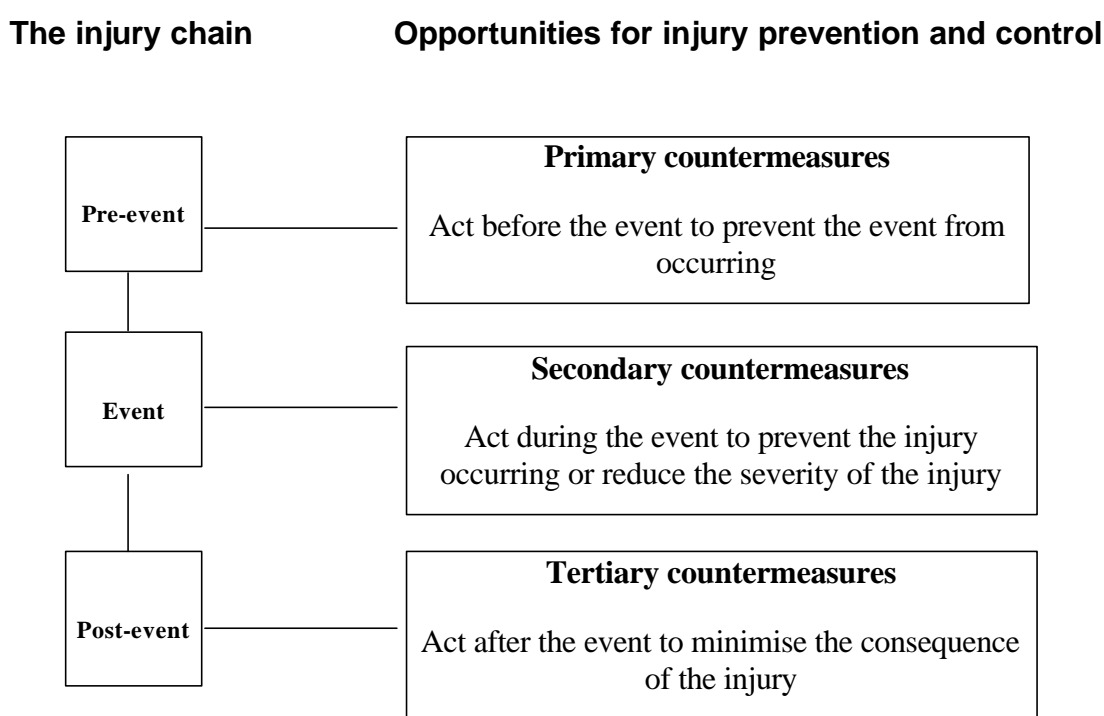 The injury chain
Opportunities for injury prevention and control
Pre-event
Primary countermeasures
Act before the event to prevent the event from
occurring
Event
Secondary countermeasures
Act during the event to prevent the injury
occurring or reduce the severity of the injury
Post-event
Tertiary countermeasures
Act after the event to minimise the consequence
of the injury